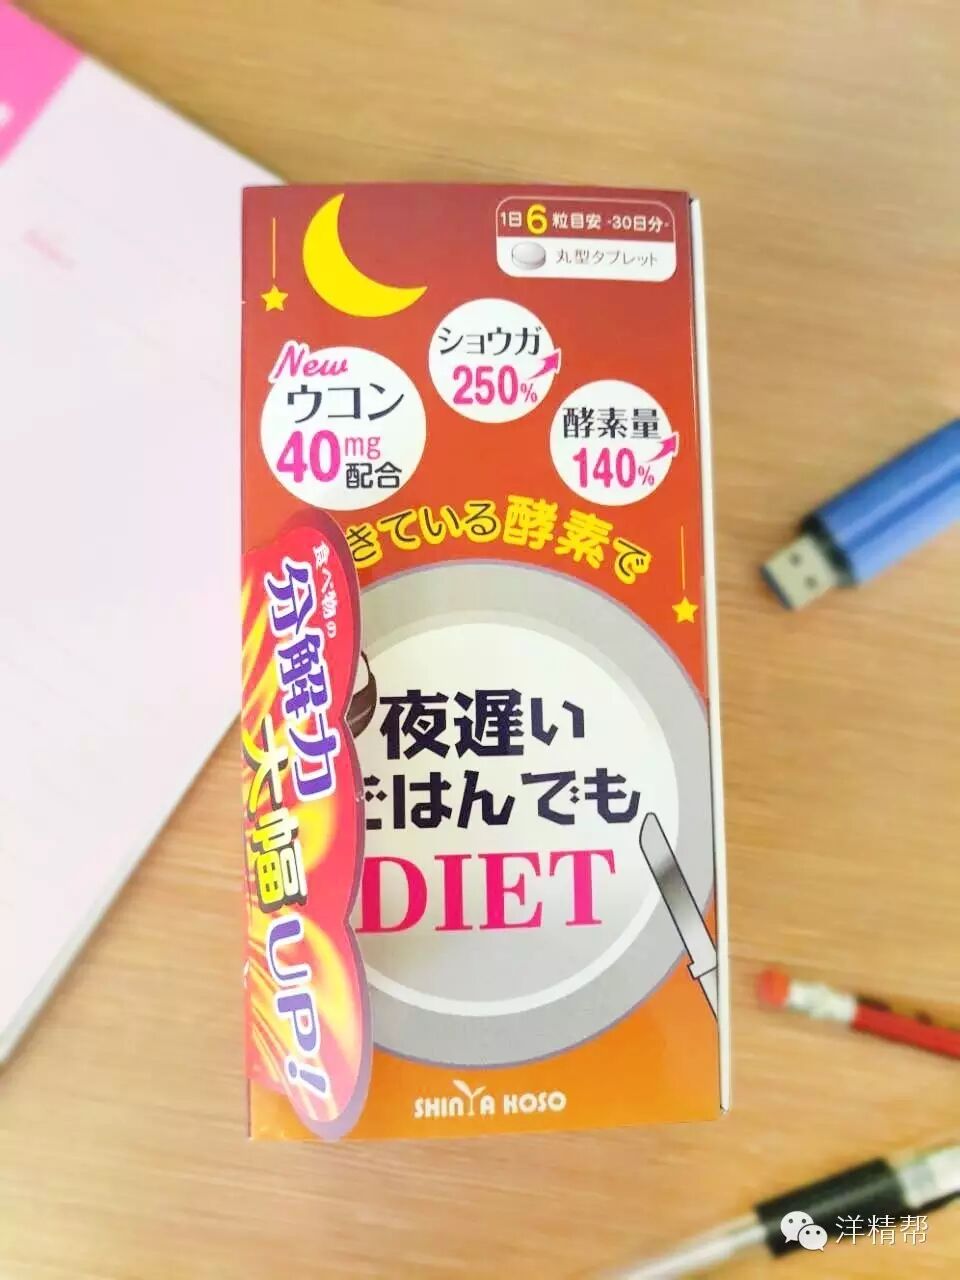 1日6粒目安 -30日分-
丸型タブレット
ショウガ
250%
New
ウコン
40mg
配合
酵素量
140%
きている酵素で
食べ物の
分解力
大幅UP!
夜遅い
ごはんでも
DIET
SHINYA KOSO
洋精帮